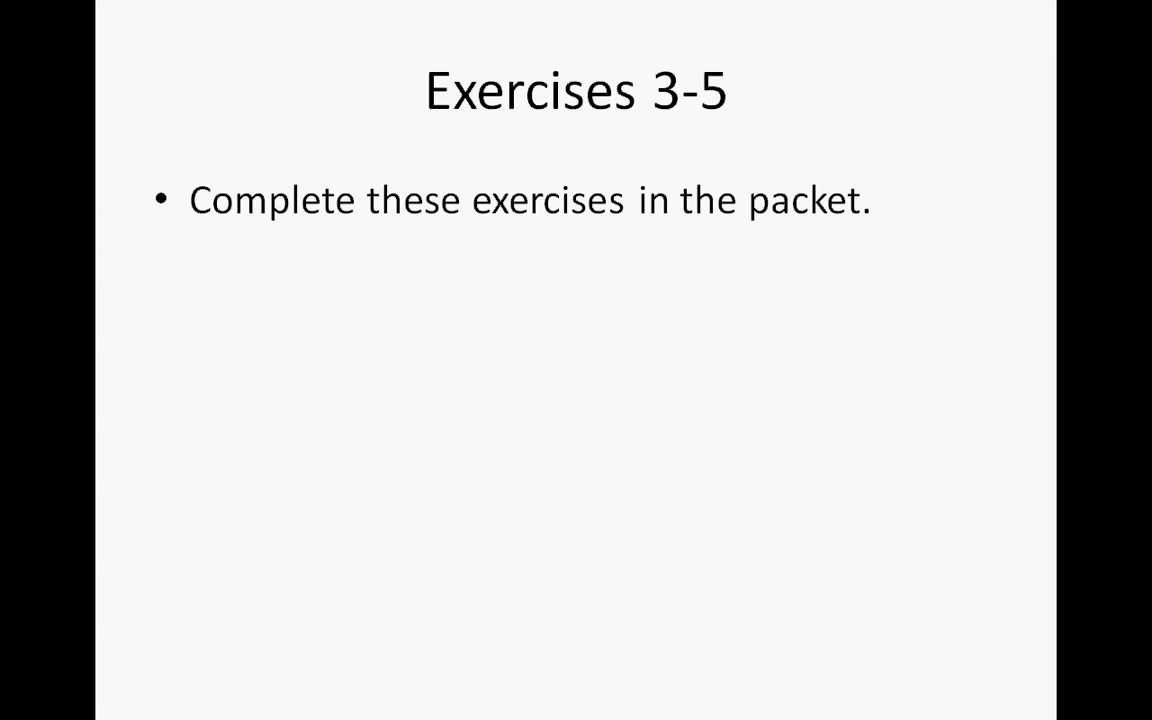 Exercises 3-5
• Complete these exercises in the packet.